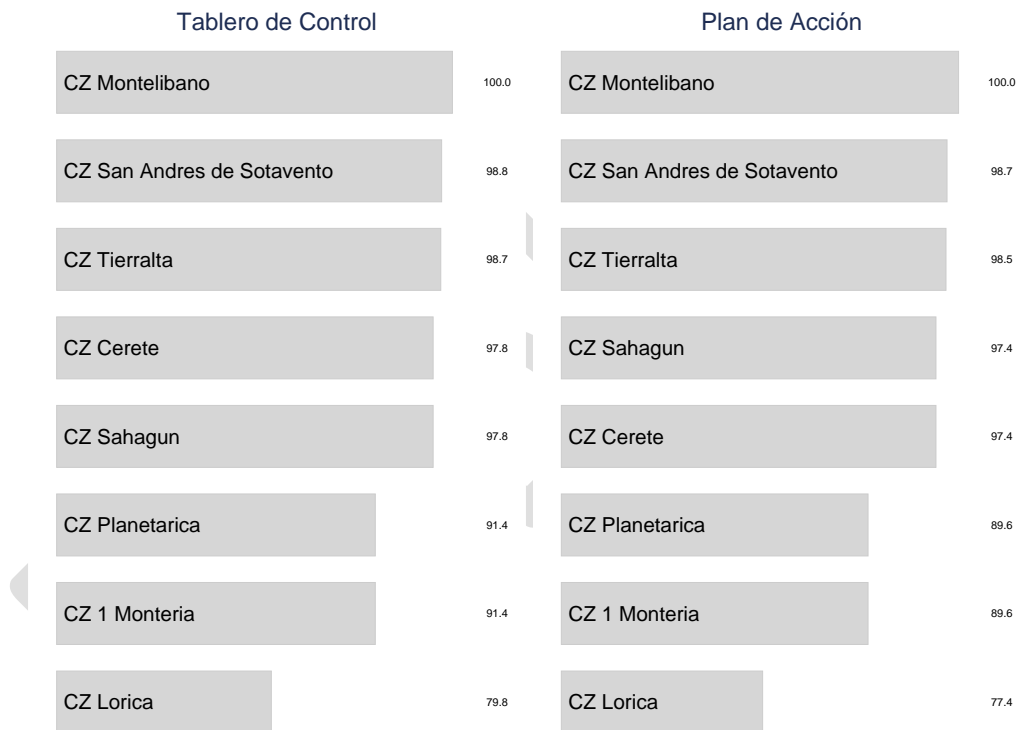 Tablero de Control
CZ Montelibano 100.0
CZ San Andres de Sotavento 98.8
CZ Tierralta 98.7
CZ Cerete 97.8
CZ Sahagun 97.8
CZ Planetarica 91.4
CZ 1 Monteria 91.4
CZ Lorica 79.8
Plan de Acción
CZ Montelibano 100.0
CZ San Andres de Sotavento 98.7
CZ Tierralta 98.5
CZ Sahagun 97.4
CZ Cerete 97.4
CZ Planetarica 89.6
CZ 1 Monteria 89.6
CZ Lorica 77.4